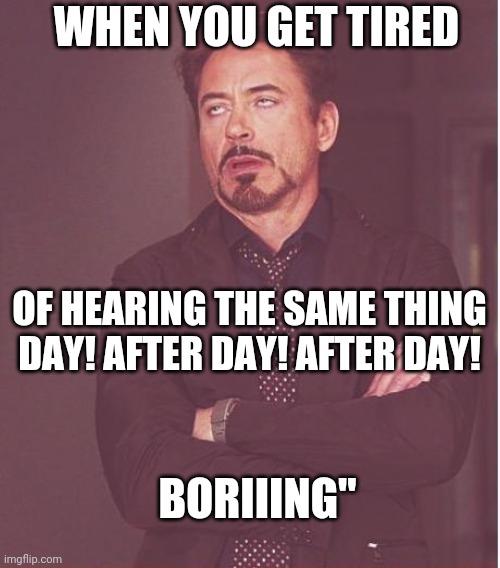 WHEN YOU GET TIRED
OF HEARING THE SAME THING
DAY! AFTER DAY! AFTER DAY!
BORIIING"
imgflip.com